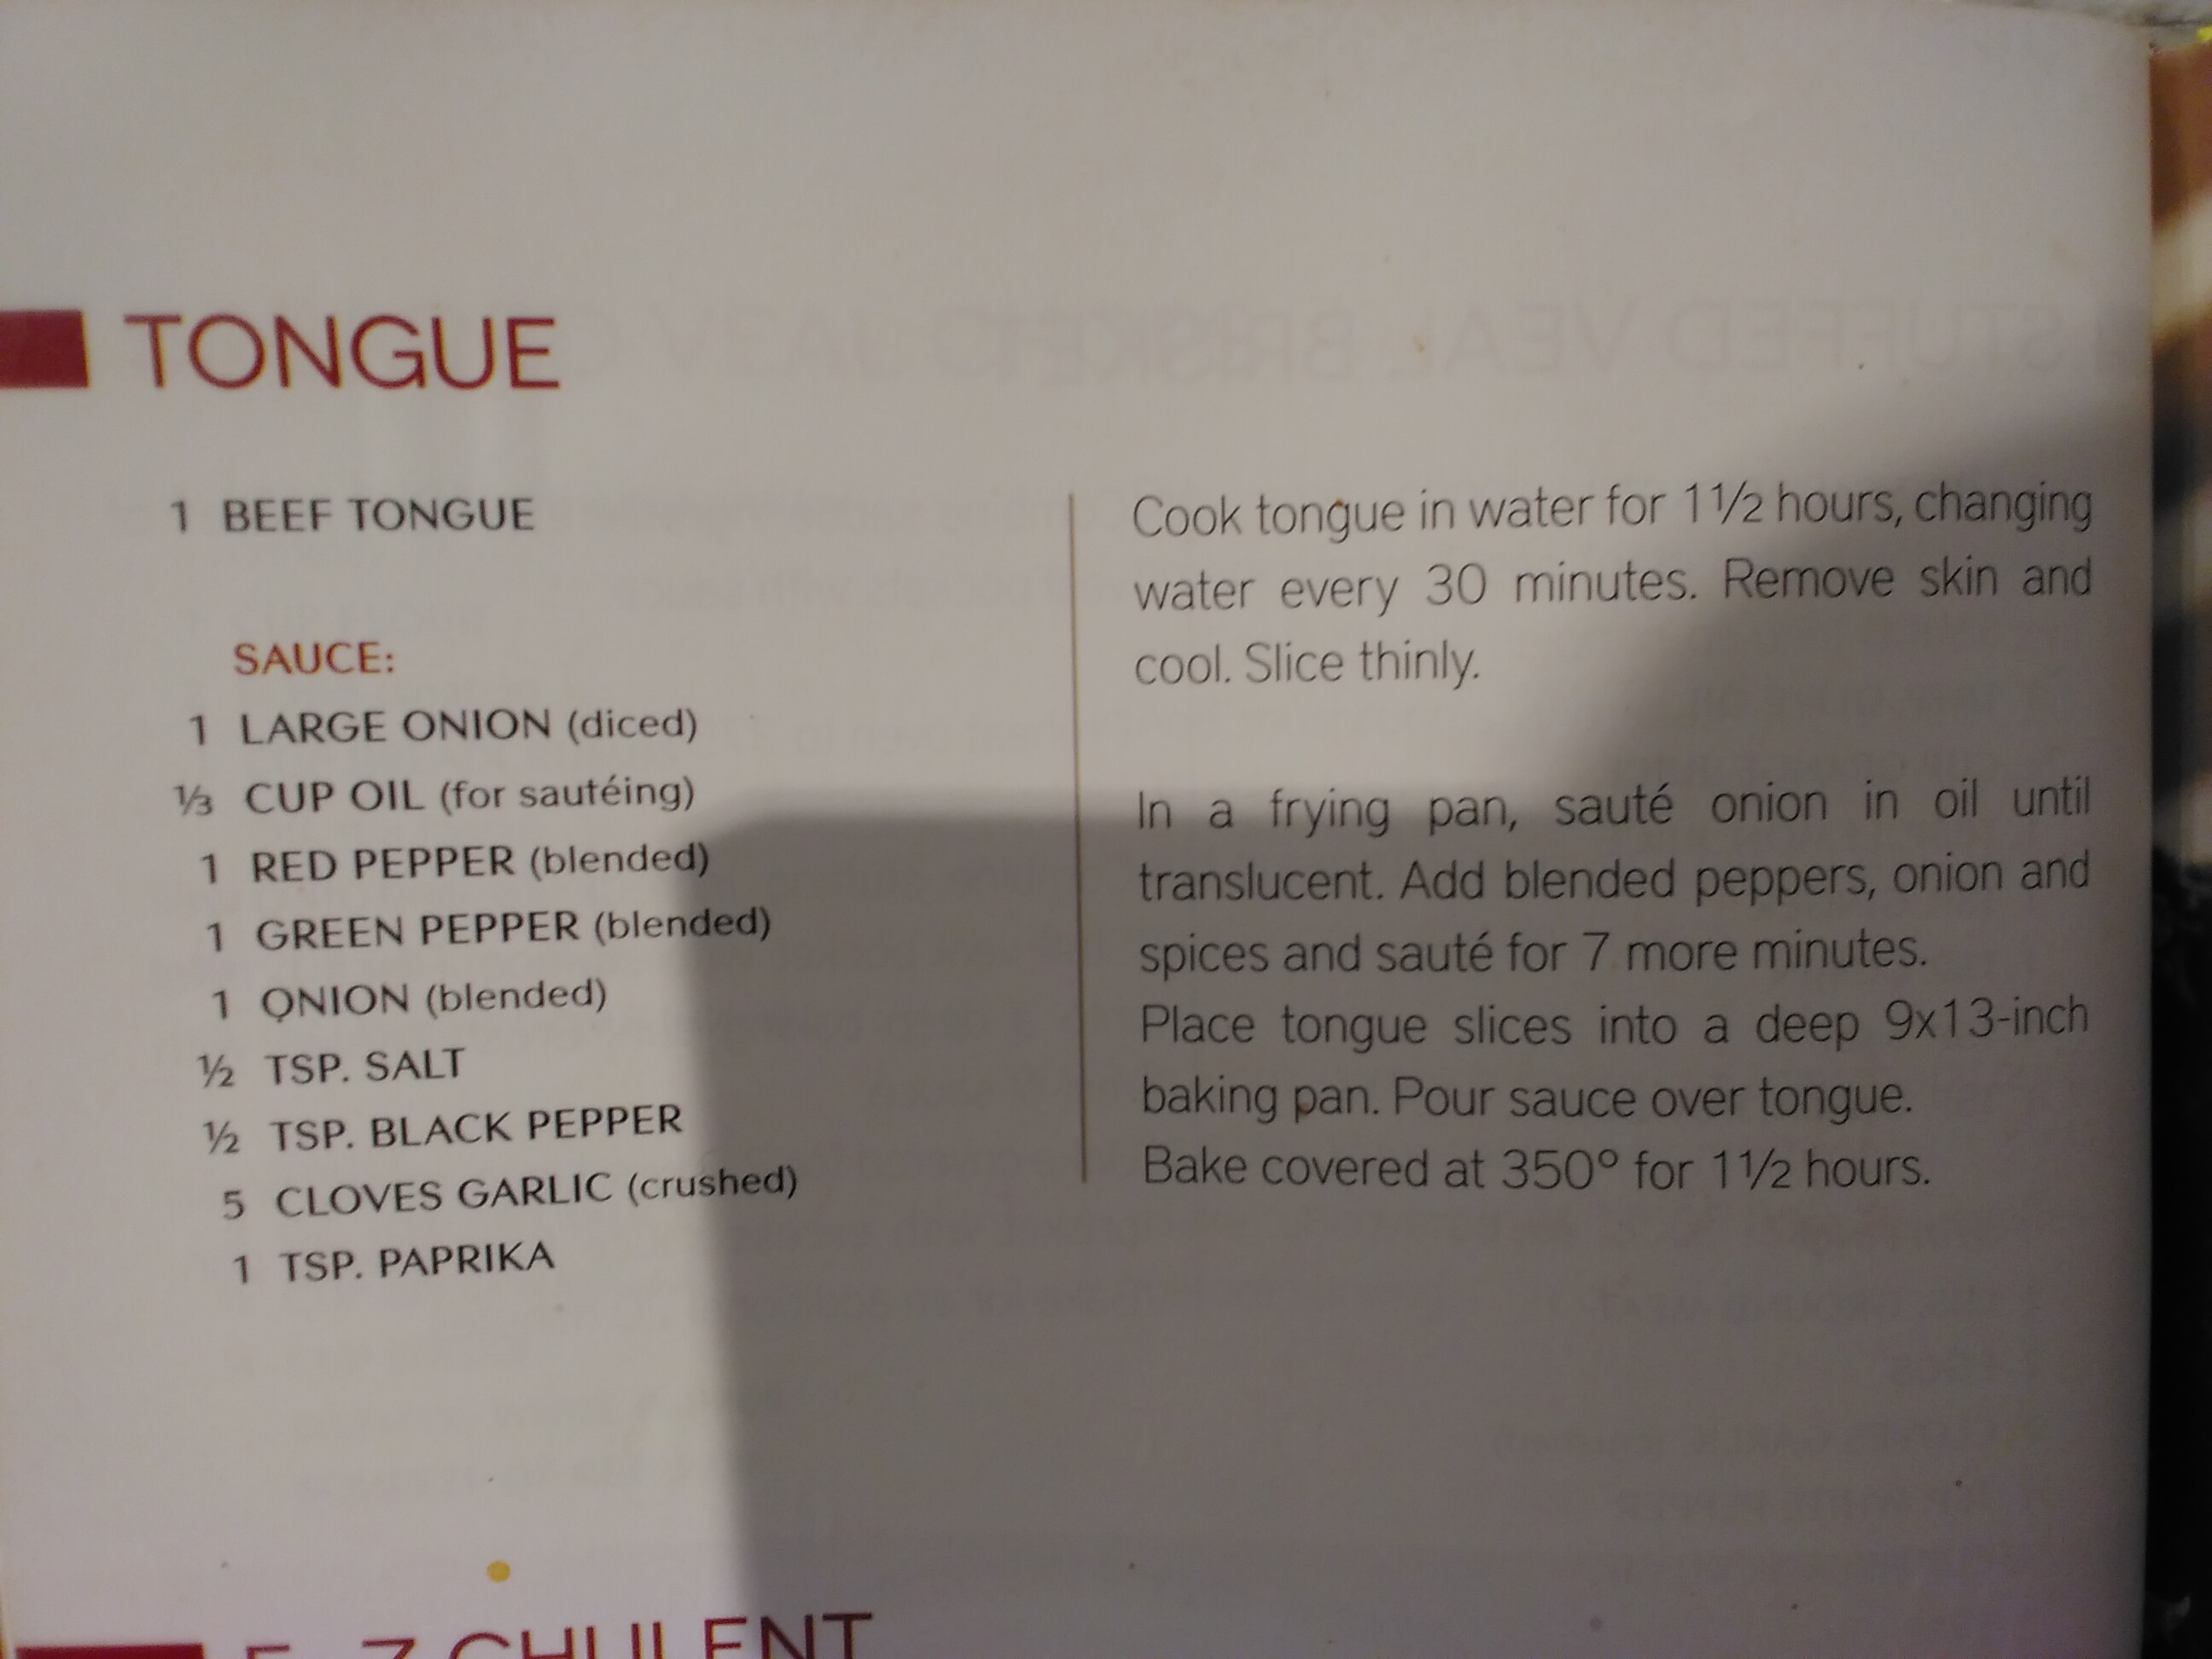 TONGUE
1 BEEF TONGUE
SAUCE:
1 LARGE ONION (diced)
⅓ CUP OIL (for sautéing)
1 RED PEPPER (blended)
1 GREEN PEPPER (blended)
1 ONION (blended)
½ TSP. SALT
½ TSP. BLACK PEPPER
5 CLOVES GARLIC (crushed)
1 TSP. PAPRIKA
Cook tongue in water for 1½ hours, changing
water every 30 minutes. Remove skin and
cool. Slice thinly.
In a frying pan, sauté onion in oil until
translucent. Add blended peppers, onion and
spices and sauté for 7 more minutes.
Place tongue slices into a deep 9x13-inch
baking pan. Pour sauce over tongue.
Bake covered at 350° for 1½ hours.
E-Z CHULENT